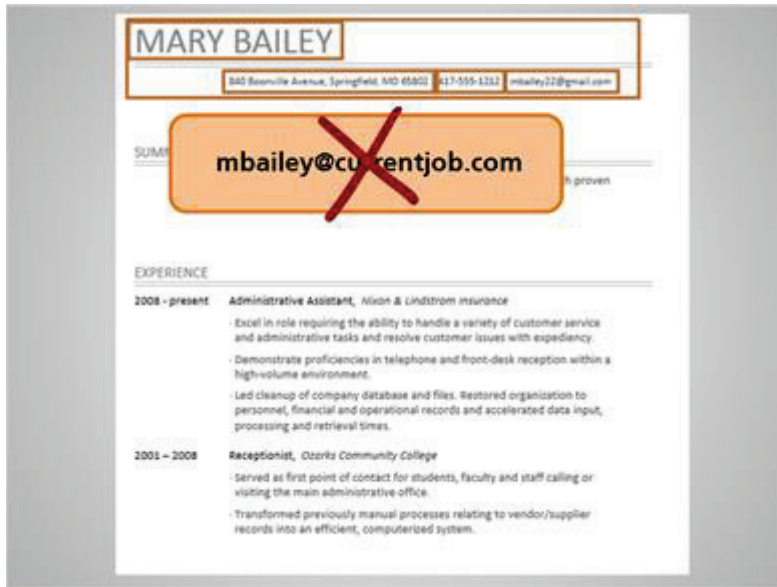 MARY BAILEY
840 Boonville Avenue, Springfield, MO 65802 417-555-1212 mbailey22@gmail.com
SUMM
mbailey@currentjob.com
h proven
EXPERIENCE
2008 - present Administrative Assistant, Nixon & Lindstrom Insurance
- Excel in role requiring the ability to handle a variety of customer service
and administrative tasks and resolve customer issues with expediency.
- Demonstrate proficiencies in telephone and front-desk reception within a
high-volume environment.
- Led cleanup of company database and files. Restored organization to
personnel, financial and operational records and accelerated data input,
processing and retrieval times.
2001 – 2008 Receptionist, Ozarks Community College
- Served as first point of contact for students, faculty and staff calling or
visiting the main administrative office.
- Transformed previously manual processes relating to vendor/supplier
records into an efficient, computerized system.